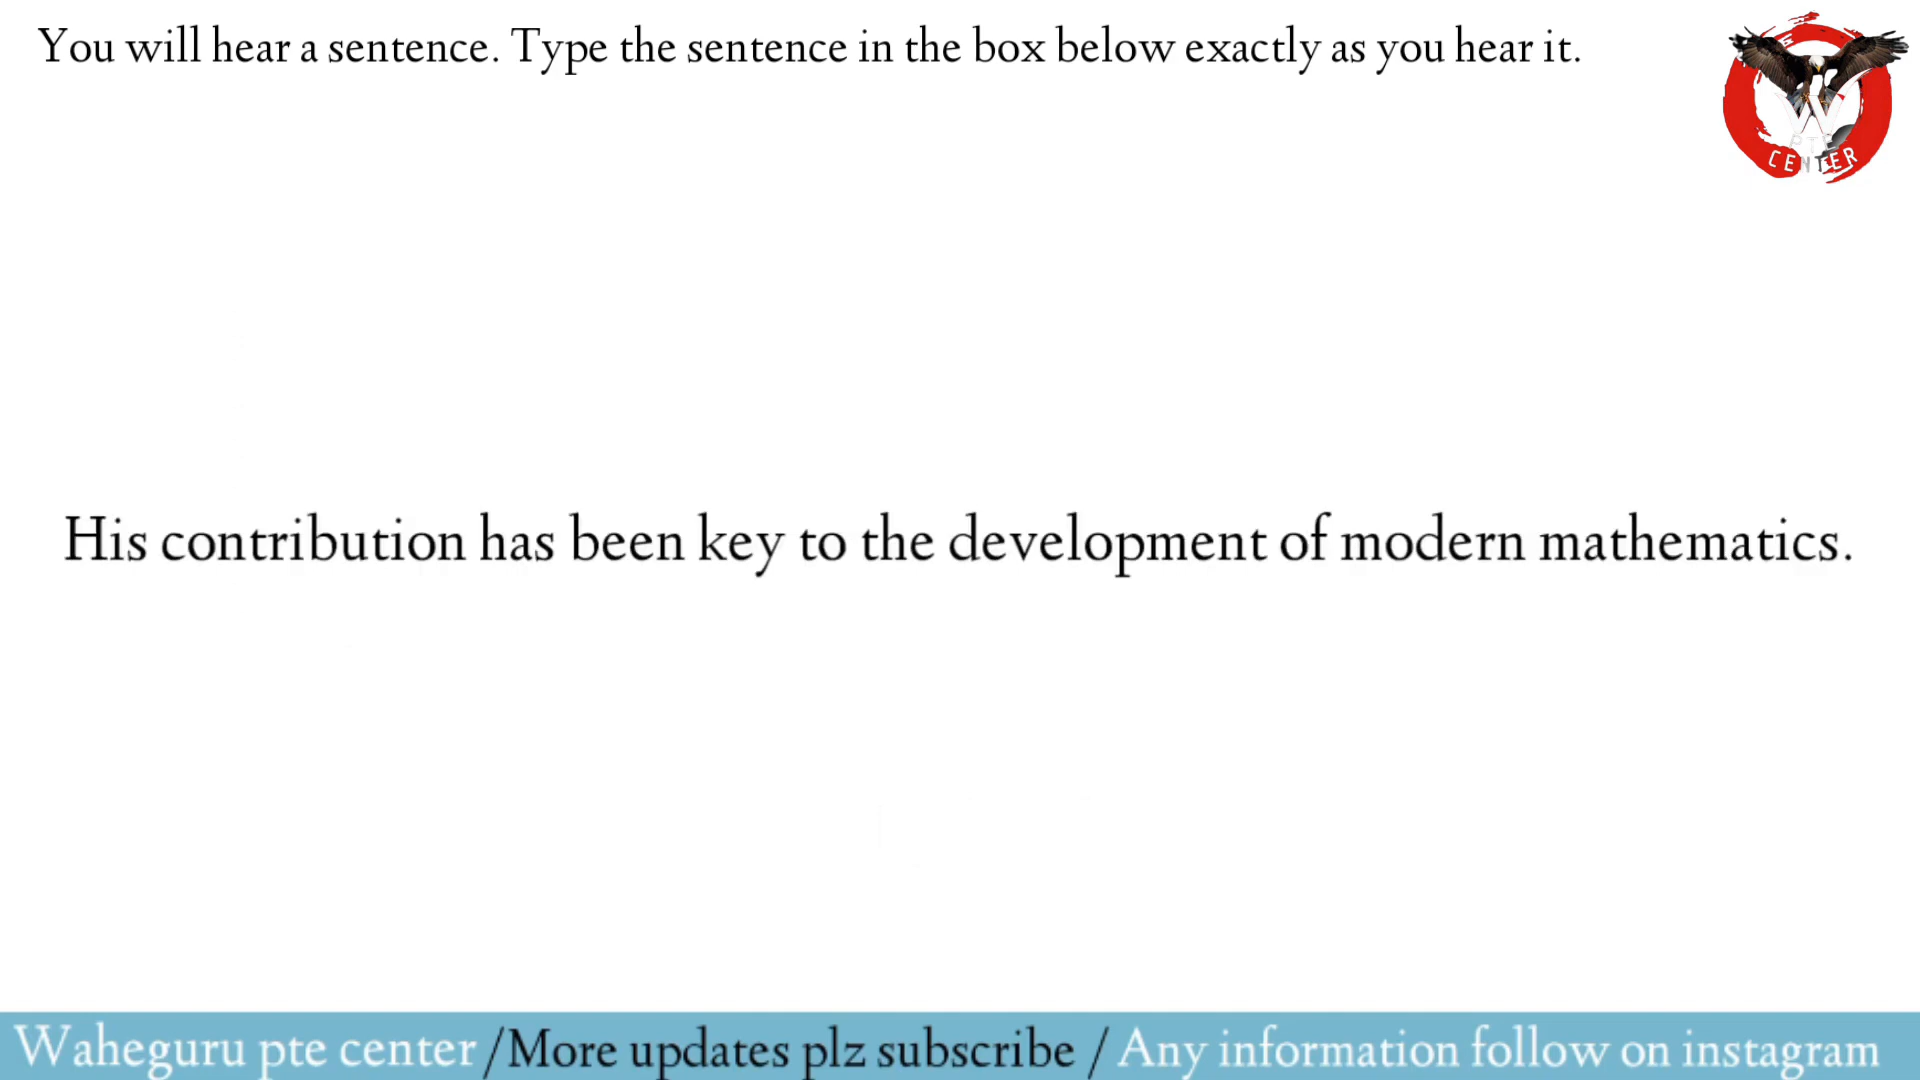 You will hear a sentence. Type the sentence in the box below exactly as you hear it.
W
PTE
CENTER
His contribution has been key to the development of modern mathematics.
Waheguru pte center /More updates plz subscribe / Any information follow on instagram